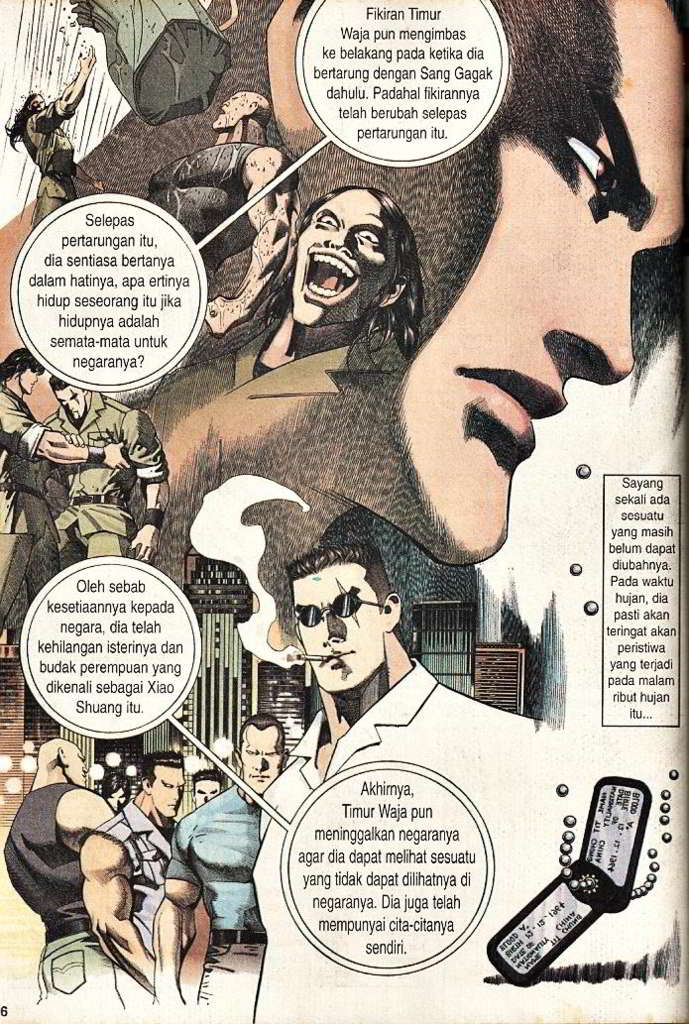 Fikiran Timur
Waja pun mengimbas
ke belakang pada ketika dia
bertarung dengan Sang Gagak
dahulu. Padahal fikirannya
telah berubah selepas
pertarungan itu.
Selepas
pertarungan itu,
dia sentiasa bertanya
dalam hatinya, apa ertinya
hidup seseorang itu jika
hidupnya adalah
semata-mata untuk
negaranya?
Sayang
sekali ada
sesuatu
yang masih
belum dapat
diubahnya.
Pada waktu
hujan, dia
pasti akan
teringat akan
peristiwa
yang terjadi
pada malam
ribut hujan
itu...
Oleh sebab
kesetiaannya kepada
negara, dia telah
kehilangan isterinya dan
budak perempuan yang
dikenali sebagai Xiao
Shuang itu.
Akhirnya,
Timur Waja pun
meninggalkan negaranya
agar dia dapat melihat sesuatu
yang tidak dapat dilihatnya di
negaranya. Dia juga telah
mempunyai cita-citanya
sendiri.
BLOOD A.
6